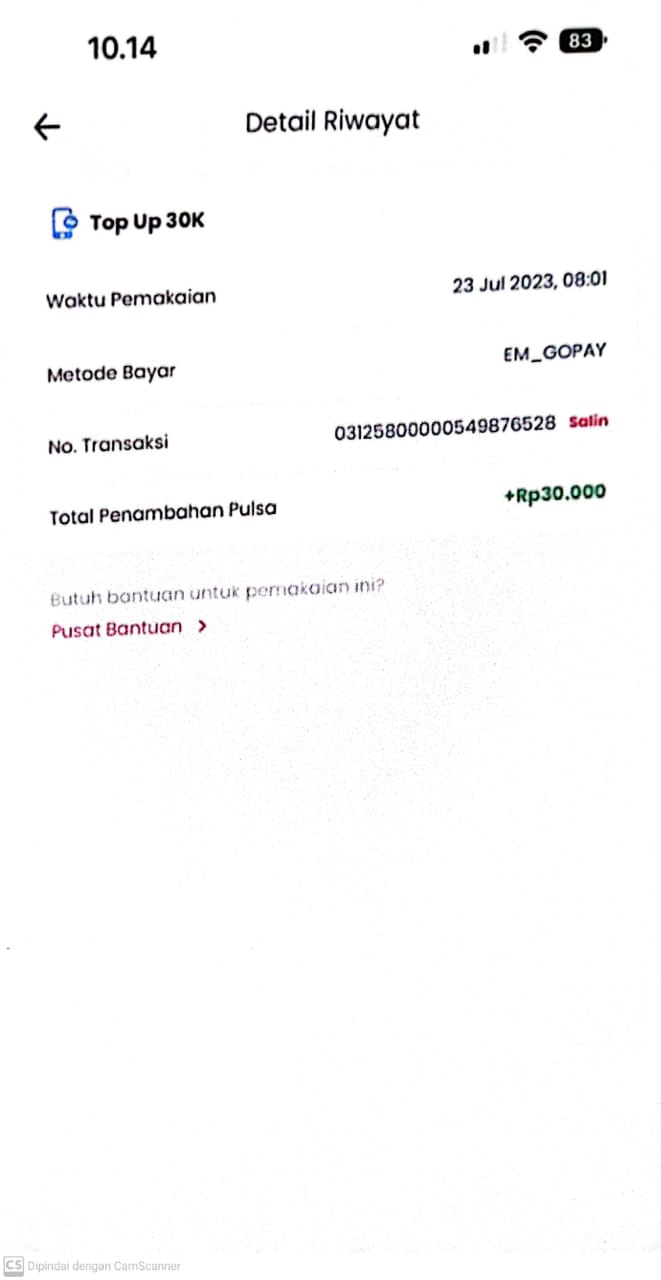 10.14
83
Detail Riwayat
Top Up 30K
Waktu Pemakaian 23 Jul 2023, 08:01
Metode Bayar EM_GOPAY
No. Transaksi 03125800000549876528 Salin
Total Penambahan Pulsa +Rp30.000
Butuh bantuan untuk pemakaian ini?
Pusat Bantuan >
CS Dipindai dengan CamScanner